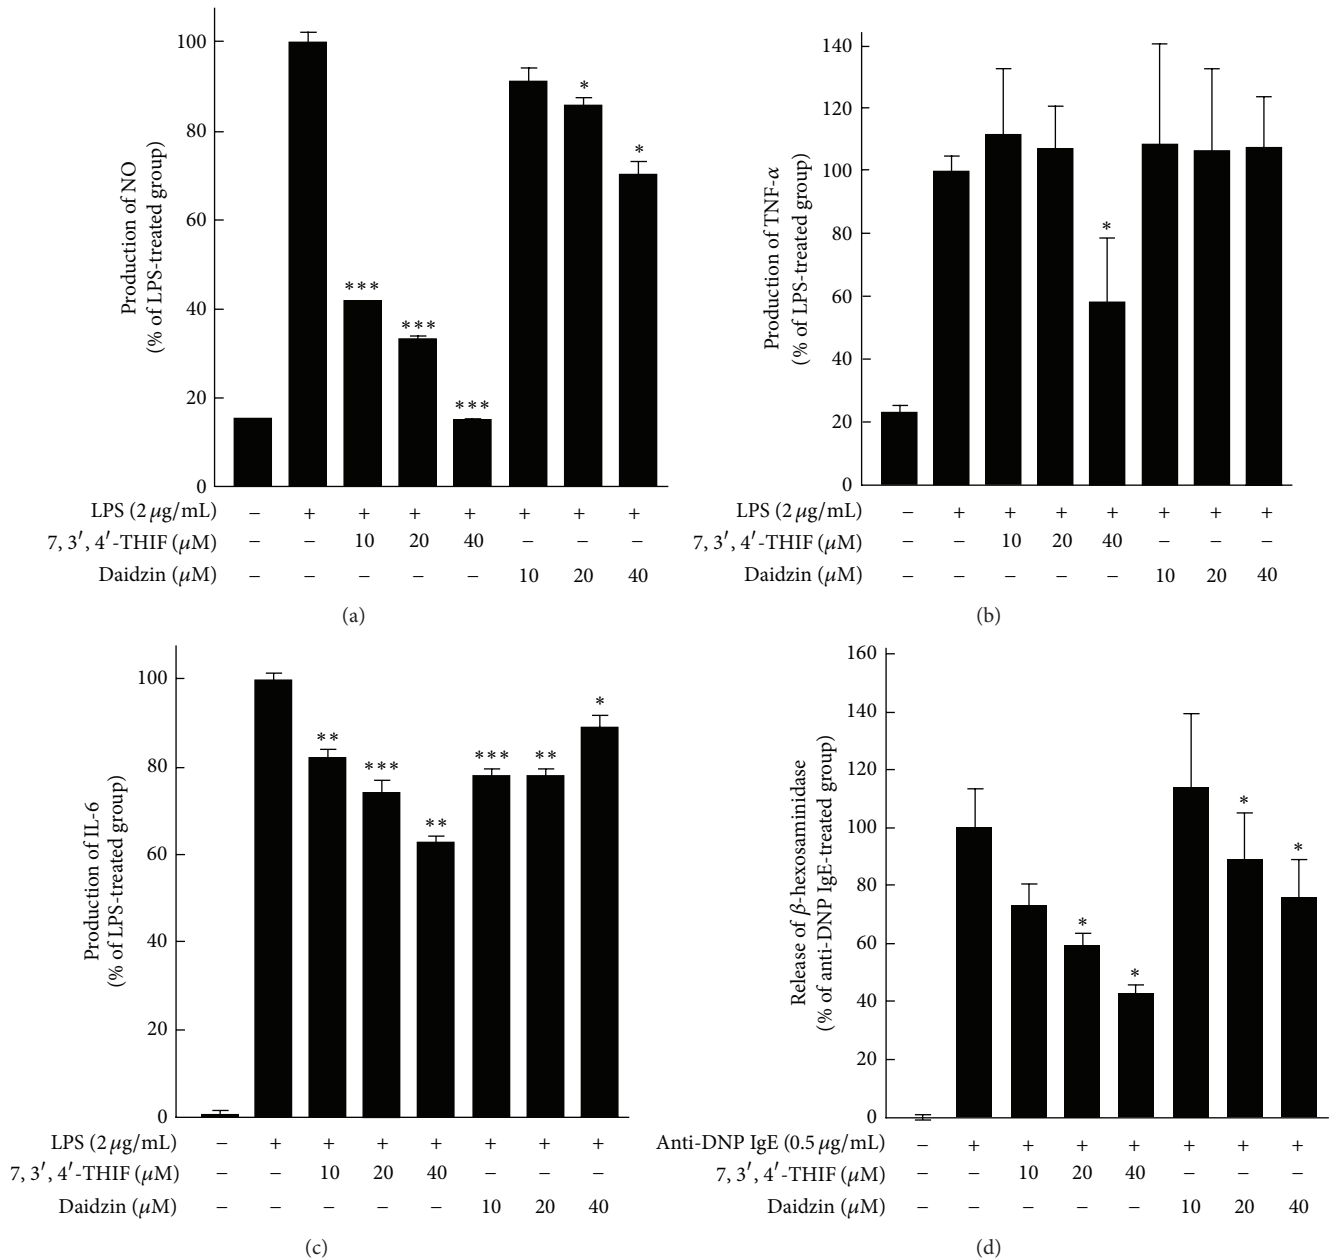 Production of NO
(% of LPS-treated group)
100
80
60
40
20
0
*** *** *** * *
LPS (2 μg/mL) − + + + + + + +
7, 3′, 4′-THIF (μM) − − 10 20 40 − − −
Daidzin (μM) − − − − − 10 20 40
(a)
Production of TNF-α
(% of LPS-treated group)
140
120
100
80
60
40
20
0
*
LPS (2 μg/mL) − + + + + + + +
7, 3′, 4′-THIF (μM) − − 10 20 40 − − −
Daidzin (μM) − − − − − 10 20 40
(b)
Production of IL-6
(% of LPS-treated group)
100
80
60
40
20
0
** *** ** *** ** *
LPS (2 μg/mL) − + + + + + + +
7, 3′, 4′-THIF (μM) − − 10 20 40 − − −
Daidzin (μM) − − − − − 10 20 40
(c)
Release of β-hexosaminidase
(% of anti-DNP IgE-treated group)
160
140
120
100
80
60
40
20
0
* * * *
Anti-DNP IgE (0.5 μg/mL) − + + + + + + +
7, 3′, 4′-THIF (μM) − − 10 20 40 − − −
Daidzin (μM) − − − − − 10 20 40
(d)